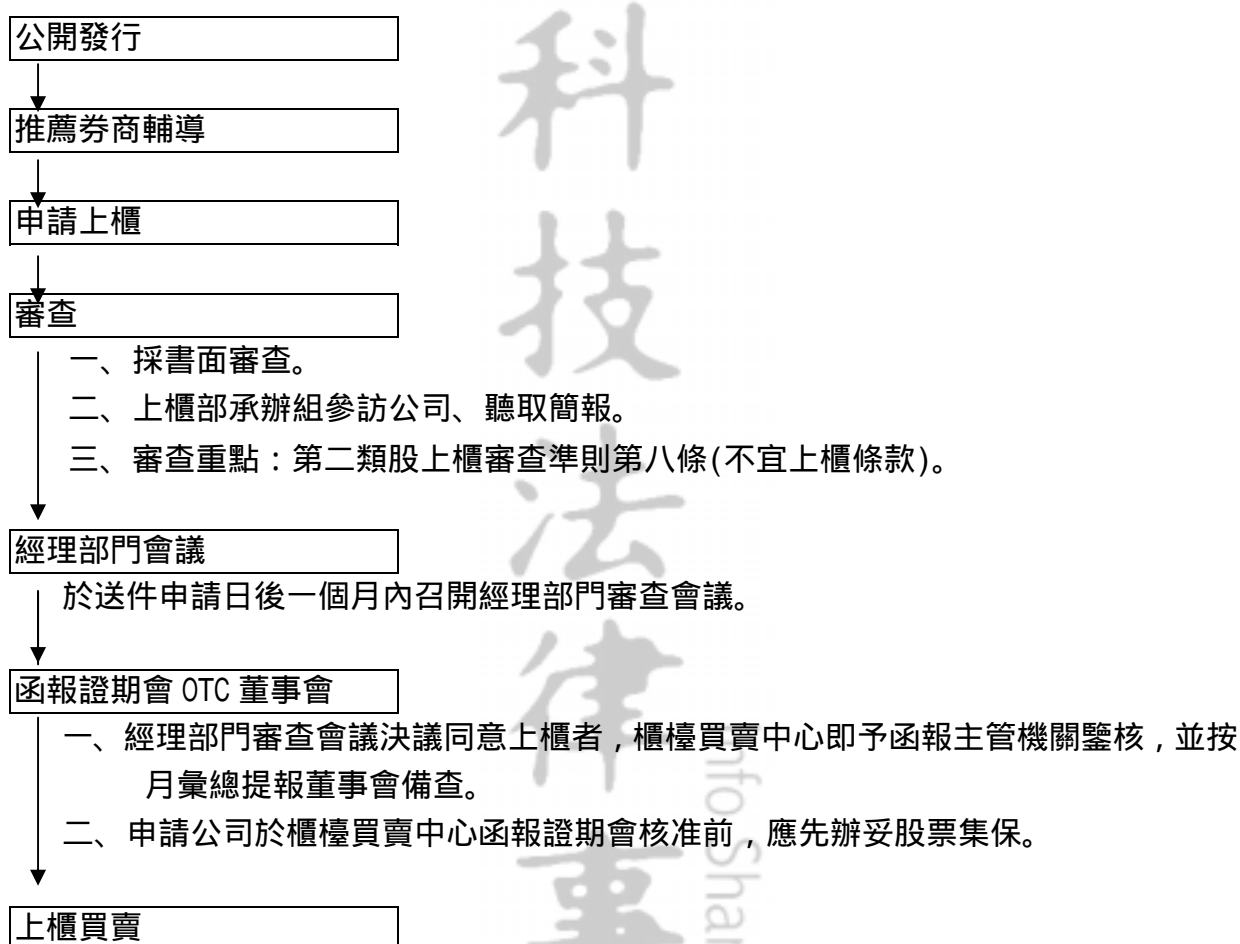 公開發行
推薦券商輔導
申請上櫃
審查
一、採書面審查。
二、上櫃部承辦組參訪公司、聽取簡報。
三、審查重點：第二類股上櫃審查準則第八條(不宜上櫃條款)。
經理部門會議
於送件申請日後一個月內召開經理部門審查會議。
函報證期會 OTC 董事會
一、經理部門審查會議決議同意上櫃者，櫃檯買賣中心即予函報主管機關鑒核，並按
月彙總提報董事會備查。
二、申請公司於櫃檯買賣中心函報證期會核准前，應先辦妥股票集保。
上櫃買賣
科技法律事
nfo Shar